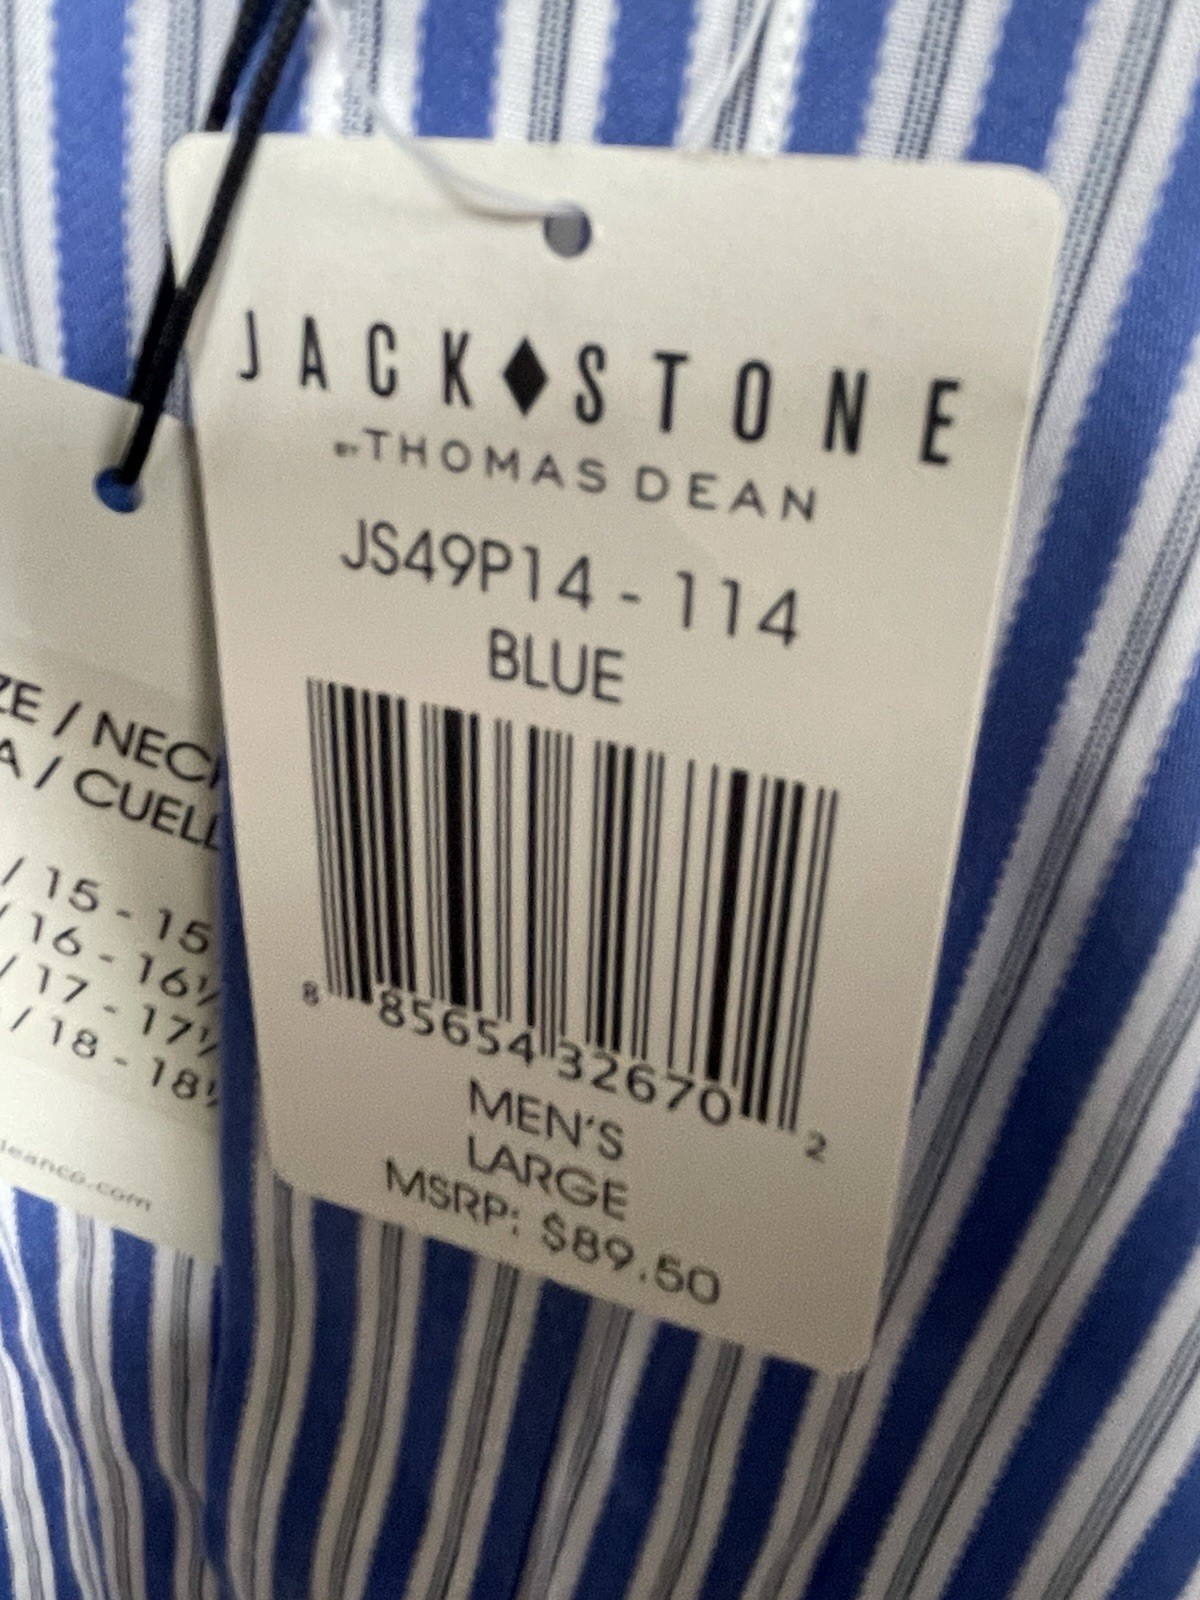 JACK♦STONE
BY THOMAS DEAN
JS49P14 - 114
BLUE
8 85654 32670 2
MEN'S
LARGE
MSRP: $89.50
/ NECK
/ CUELL
/ 15 - 15
/ 16 - 16½
/ 17 - 17½
/ 18 - 18½